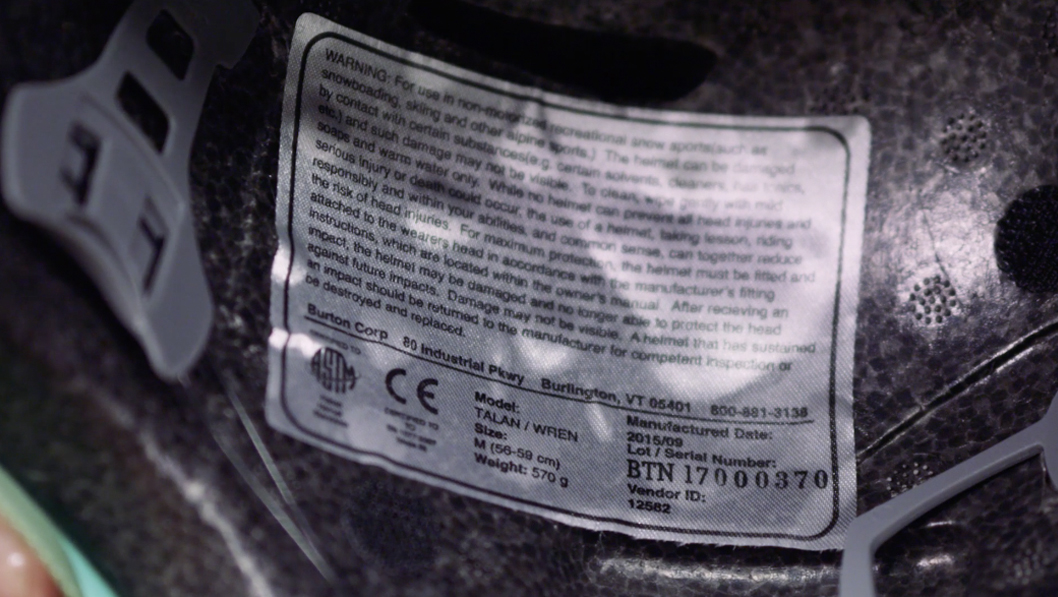 WARNING: For use in non-motorized recreational snow sports(such as
snowboading, skiing and other alpine sports.) The helmet can be damaged
by contact with certain substances(e.g. certain solvents, cleaners, hair
etc.) and such damage may not be visible. To clean, wipe gently with mild
soaps and warm water only. While no helmet can prevent all head injuries and
serious injury or death could occur, the use of a helmet, taking lesson, riding
responsibly and within your abilities, and common sense, can together reduce
the risk of head injuries. For maximum protection, the helmet must be fitted and
attached to the wearers head in accordance with the manufacturer's fitting
instructions, which are located within the owner's manual. After recieving an
impact, the helmet may be damaged and no longer able to protect the head
against future impacts. Damage may not be visible. A helmet that has sustained
an impact should be returned to the manufacturer for competent inspection or
be destroyed and replaced.
Burton Corp 80 Industrial Pkwy Burlington, VT 05401 800-881-3138
CERTIFIED TO
ASTM
CE
CERTIFIED TO
TO
Model:
TALAN / WREN
Size:
M (56-59 cm)
Weight: 570 g
Manufactured Date:
2015/09
Lot / Serial Number:
BTN 17000370
Vendor ID:
12582